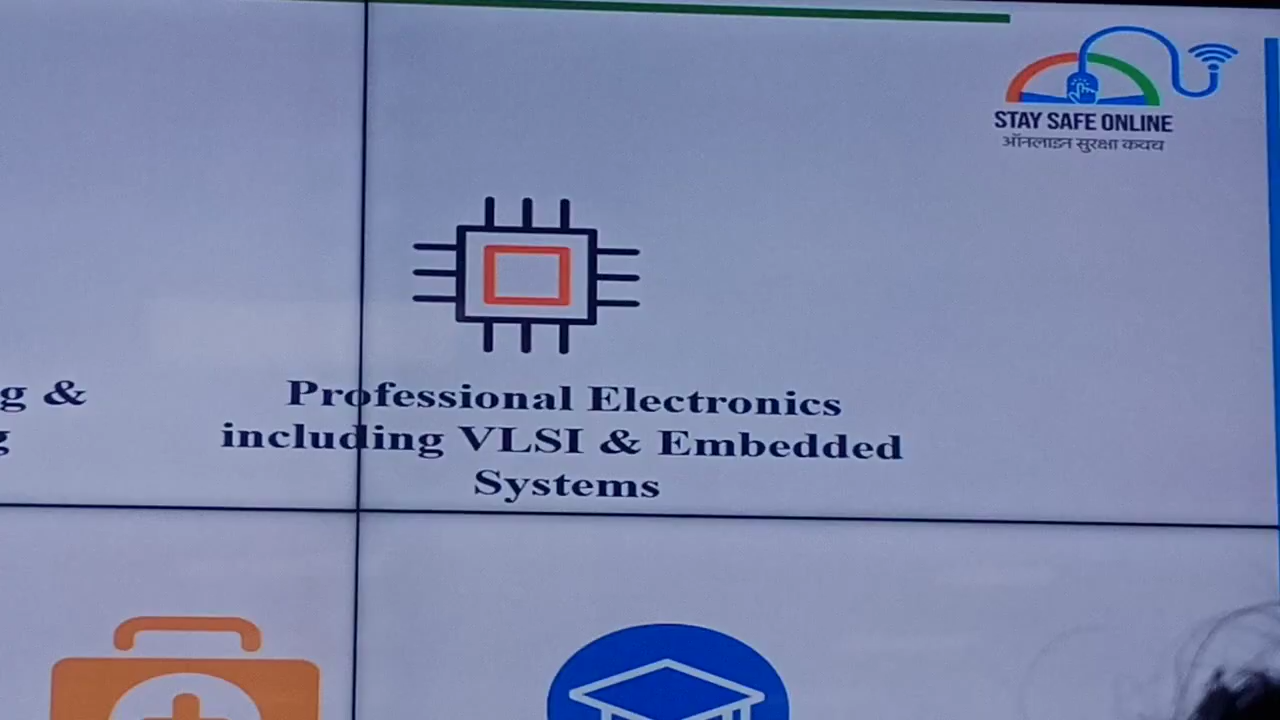 STAY SAFE ONLINE
ऑनलाइन सुरक्षा कवच
g &
Professional Electronics
including VLSI & Embedded
Systems